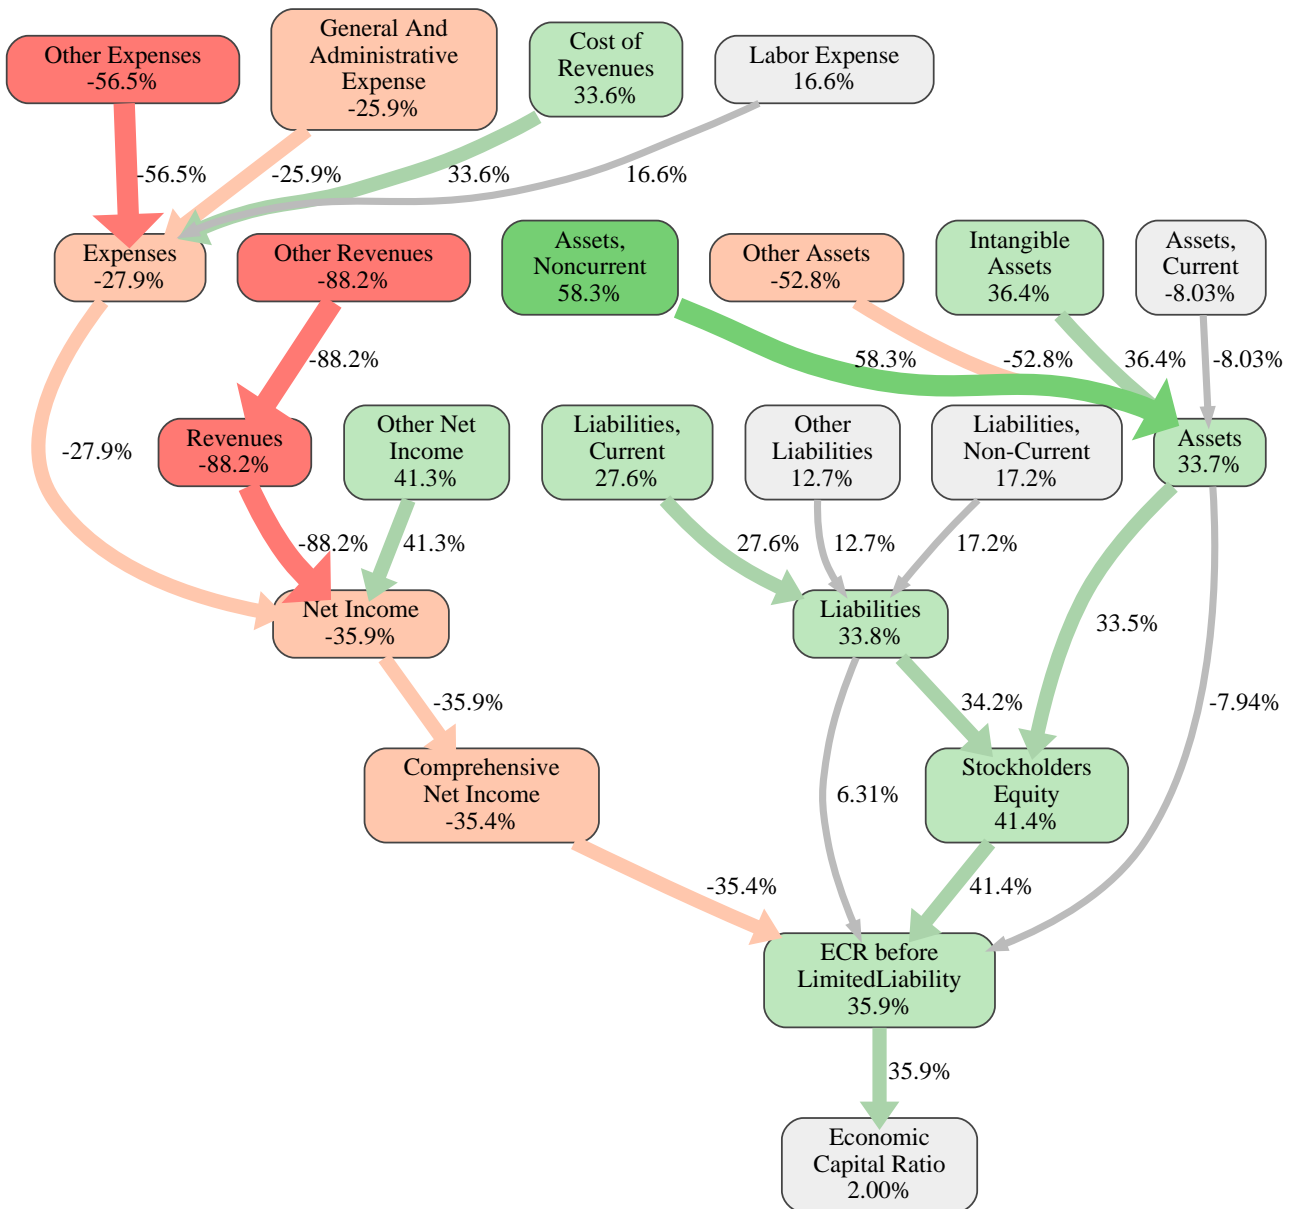 Other Expenses
-56.5%
General And
Administrative
Expense
-25.9%
Cost of
Revenues
33.6%
Labor Expense
16.6%
-56.5%
-25.9%
33.6%
16.6%
Expenses
-27.9%
Other Revenues
-88.2%
Assets,
Noncurrent
58.3%
Other Assets
-52.8%
Intangible
Assets
36.4%
Assets,
Current
-8.03%
-88.2%
58.3%
-52.8%
36.4%
-8.03%
-27.9%
Revenues
-88.2%
Other Net
Income
41.3%
Liabilities,
Current
27.6%
Other
Liabilities
12.7%
Liabilities,
Non-Current
17.2%
Assets
33.7%
-88.2%
41.3%
27.6%
12.7%
17.2%
Net Income
-35.9%
Liabilities
33.8%
33.5%
-35.9%
34.2%
-7.94%
Comprehensive
Net Income
-35.4%
6.31%
Stockholders
Equity
41.4%
-35.4%
41.4%
ECR before
LimitedLiability
35.9%
35.9%
Economic
Capital Ratio
2.00%